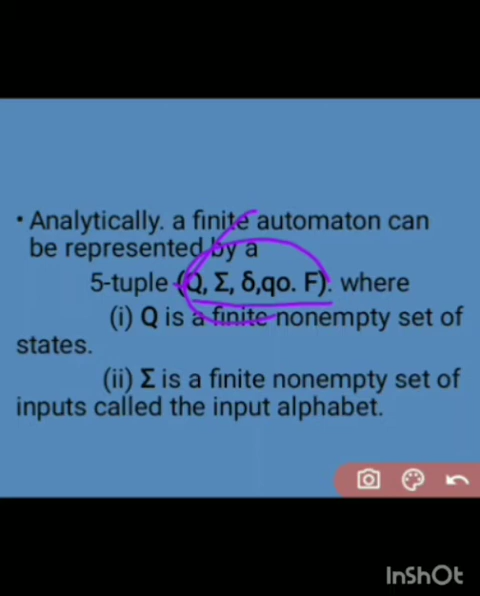 • Analytically. a finite automaton can
be represented by a
5-tuple (Q, Σ, δ,qo. F). where
(i) Q is a finite nonempty set of
states.
(ii) Σ is a finite nonempty set of
inputs called the input alphabet.
InShOt